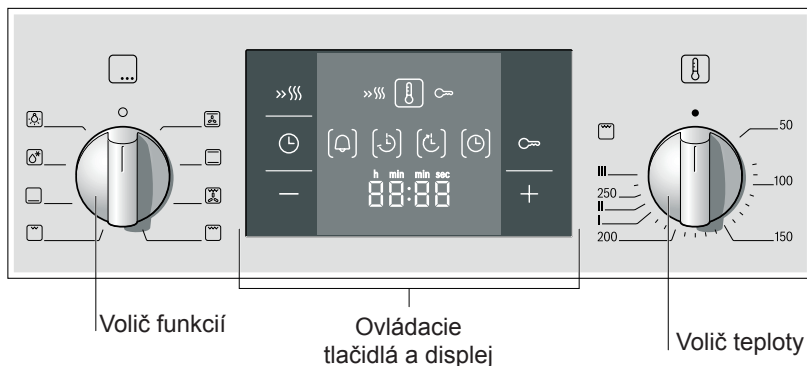 h min min sec
88:88
50
100
150
200
I
II
250
III
Volič funkcií
Ovládacie
tlačidlá a displej
Volič teploty